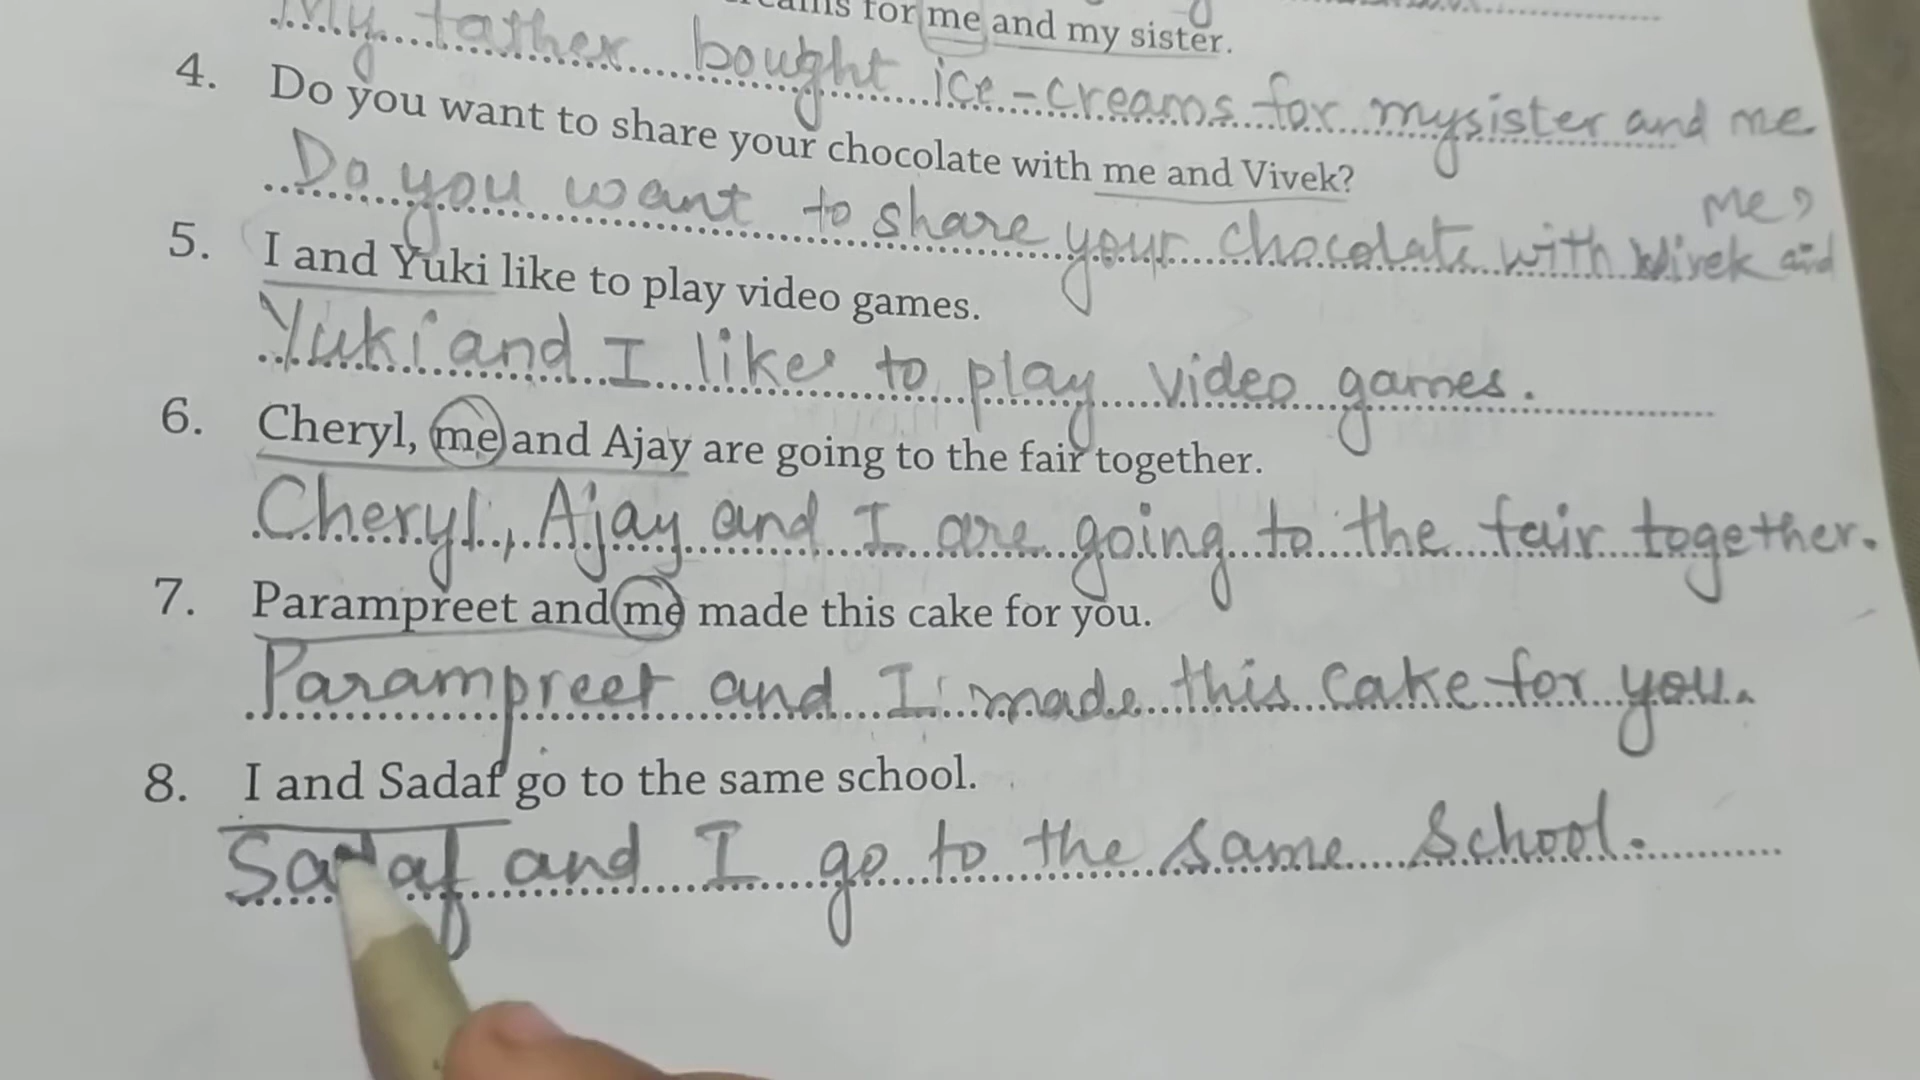 for me and my sister.
My father bought ice-creams for my sister and me
4. Do you want to share your chocolate with me and Vivek?
me?
Do you want to share your chocolate with Vivek and
5. I and Yuki like to play video games.
Yuki and I like to play video games.
6. Cheryl, me and Ajay are going to the fair together.
Cheryl, Ajay and I are going to the fair together.
7. Parampreet and me made this cake for you.
Parampreet and I made this cake for you.
8. I and Sadaf go to the same school.
Sadaf and I go to the same school.